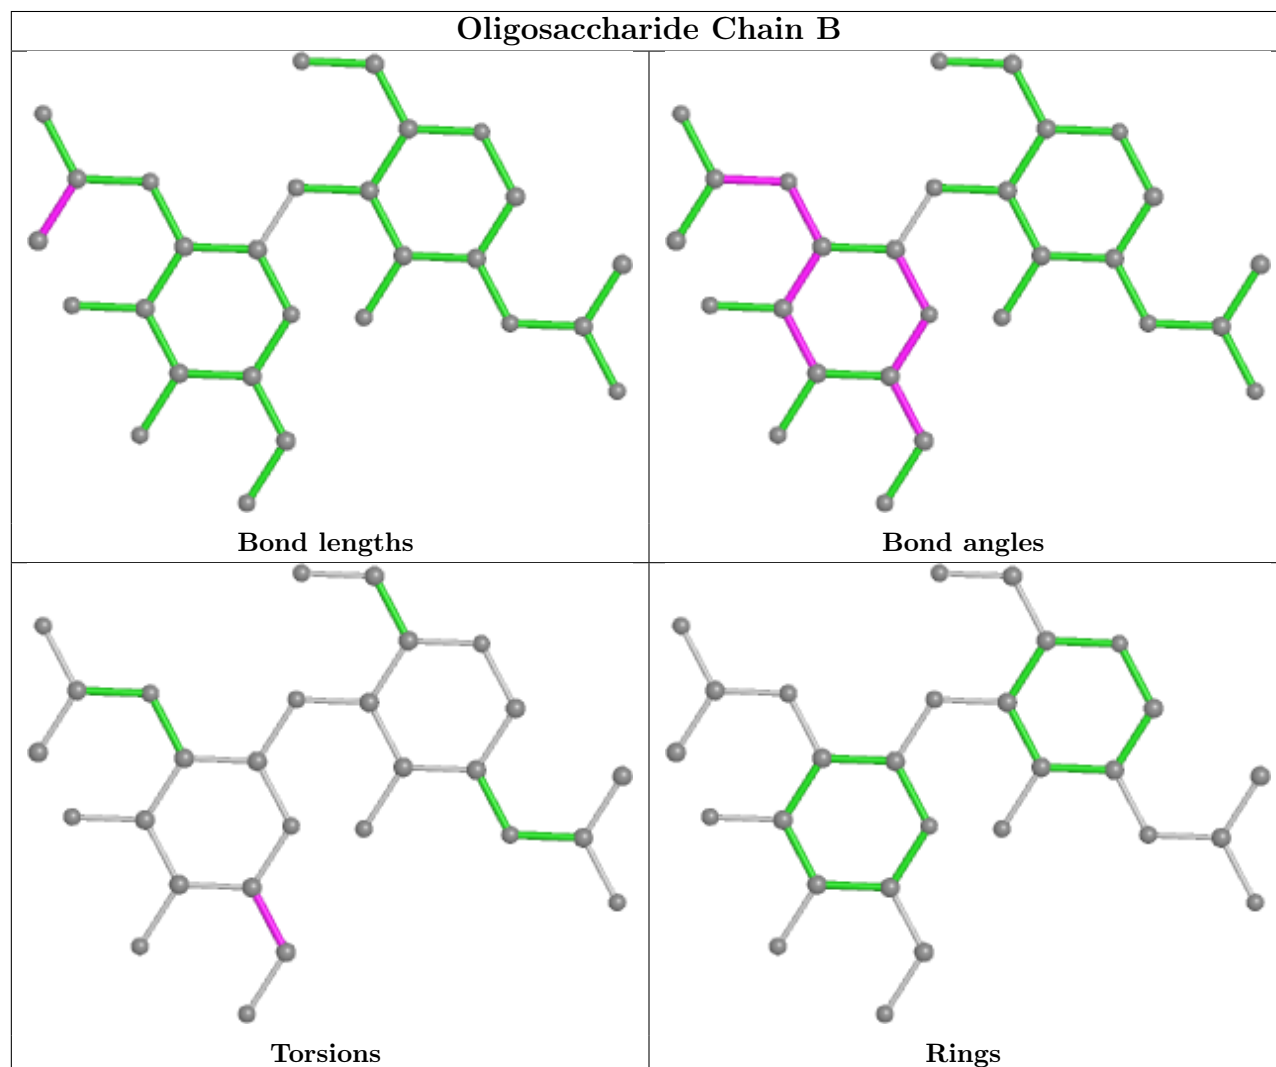 Oligosaccharide Chain B
Bond lengths
Bond angles
Torsions
Rings